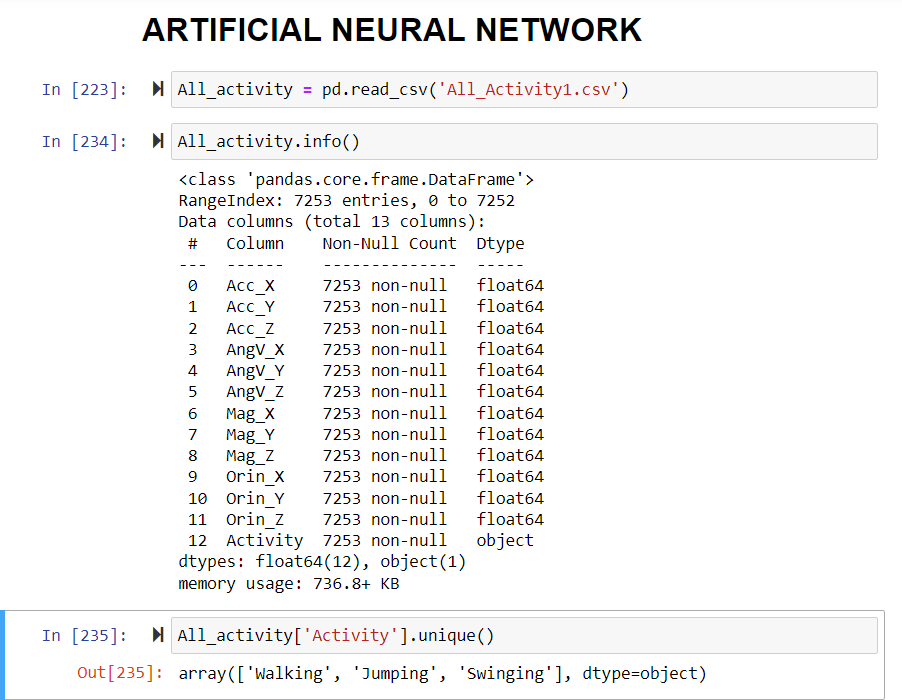 ARTIFICIAL NEURAL NETWORK
In [223]: All_activity = pd.read_csv('All_Activity1.csv')
In [234]: All_activity.info()
<class 'pandas.core.frame.DataFrame'>
RangeIndex: 7253 entries, 0 to 7252
Data columns (total 13 columns):
 #   Column    Non-Null Count  Dtype
---  ------    --------------  -----
 0   Acc_X     7253 non-null   float64
 1   Acc_Y     7253 non-null   float64
 2   Acc_Z     7253 non-null   float64
 3   AngV_X    7253 non-null   float64
 4   AngV_Y    7253 non-null   float64
 5   AngV_Z    7253 non-null   float64
 6   Mag_X     7253 non-null   float64
 7   Mag_Y     7253 non-null   float64
 8   Mag_Z     7253 non-null   float64
 9   Orin_X    7253 non-null   float64
 10  Orin_Y    7253 non-null   float64
 11  Orin_Z    7253 non-null   float64
 12  Activity  7253 non-null   object
dtypes: float64(12), object(1)
memory usage: 736.8+ KB
In [235]: All_activity['Activity'].unique()
Out[235]: array(['Walking', 'Jumping', 'Swinging'], dtype=object)